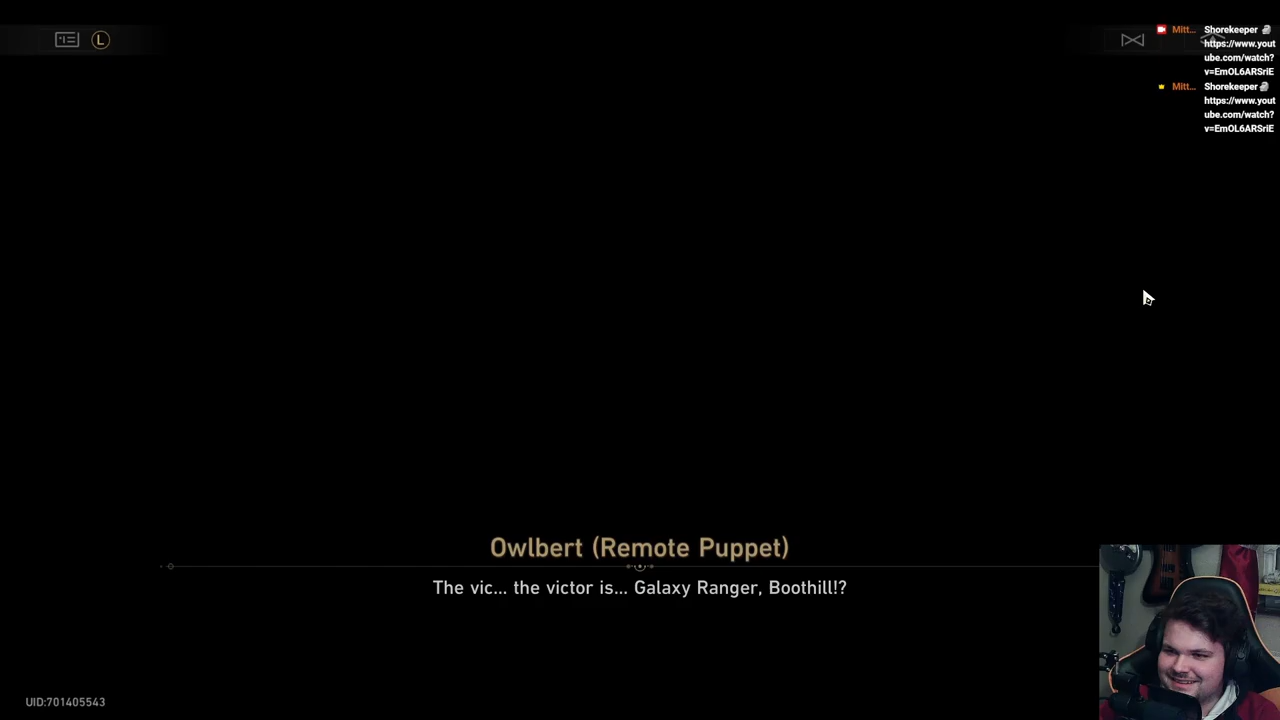 L
Mitt... Shorekeeper
https://www.yout
ube.com/watch?
v=EmOL6ARSriE
Mitt... Shorekeeper
https://www.yout
ube.com/watch?
v=EmOL6ARSriE
Owlbert (Remote Puppet)
The vic... the victor is... Galaxy Ranger, Boothill!?
UID:701405543